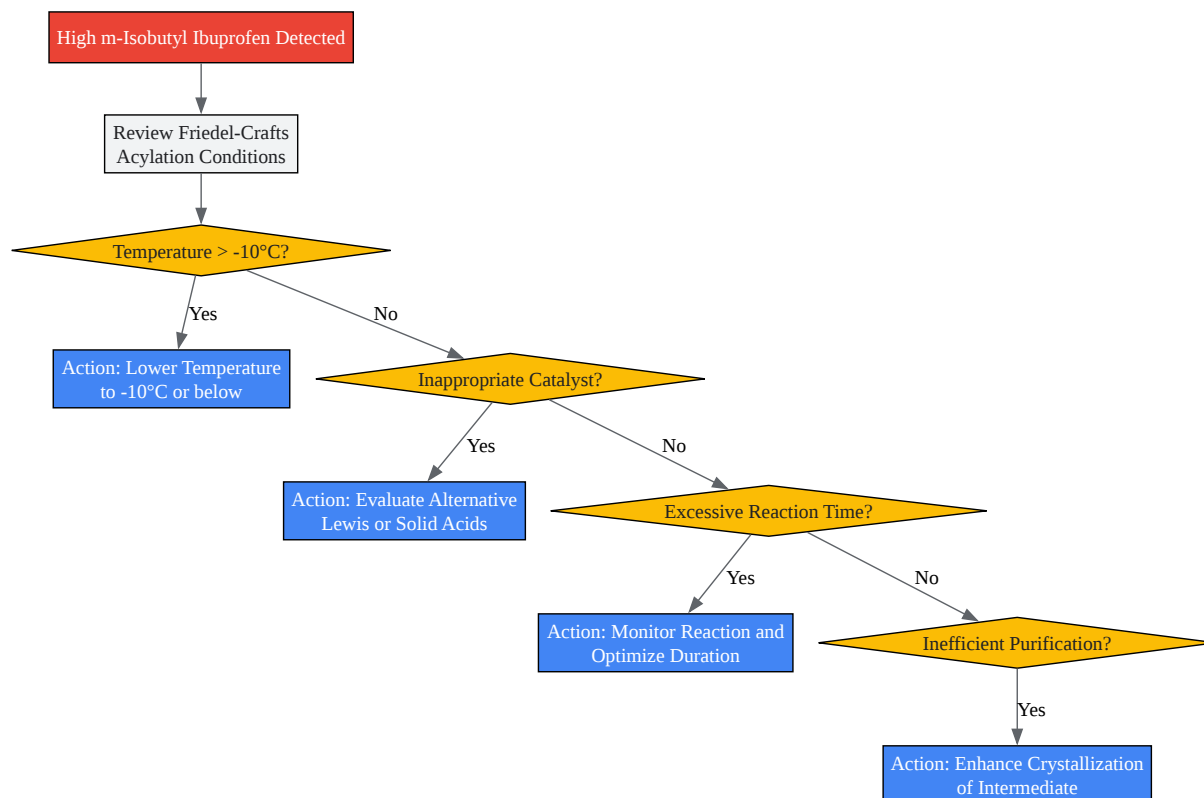 High m-Isobutyl Ibuprofen Detected
Review Friedel-Crafts
Acylation Conditions
Temperature > -10°C?
Yes
No
Action: Lower Temperature
to -10°C or below
Inappropriate Catalyst?
Yes
No
Action: Evaluate Alternative
Lewis or Solid Acids
Excessive Reaction Time?
Yes
No
Action: Monitor Reaction and
Optimize Duration
Inefficient Purification?
Yes
Action: Enhance Crystallization
of Intermediate